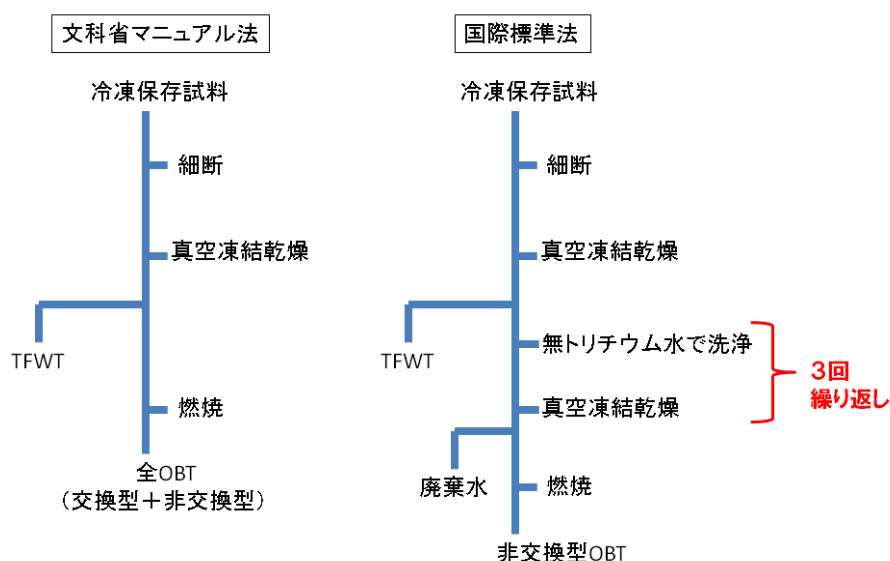 文科省マニュアル法
冷凍保存試料
細断
真空凍結乾燥
TFWT
燃焼
全OBT
（交換型＋非交換型）
国際標準法
冷凍保存試料
細断
真空凍結乾燥
TFWT
無トリチウム水で洗浄
真空凍結乾燥
3回
繰り返し
廃棄水
燃焼
非交換型OBT